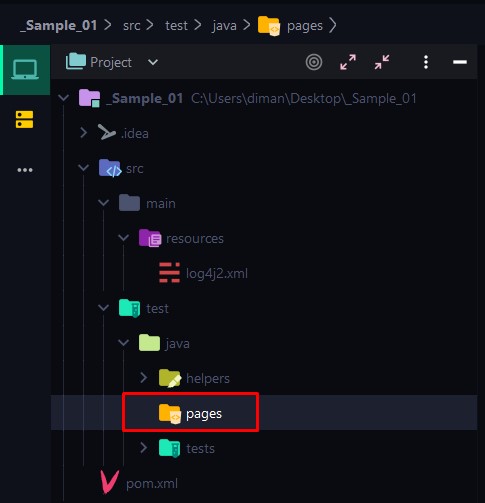 _Sample_01 > src > test > java > pages >
Project
_Sample_01 C:\Users\diman\Desktop\_Sample_01
.idea
src
main
resources
log4j2.xml
test
java
helpers
pages
tests
pom.xml